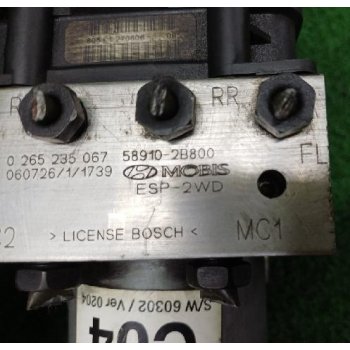 R RR
0 265 235 067 58910-2B800 FL
060726/1/1739 MOBIS
ESP-2WD
2 > LICENSE BOSCH < MC1
S/W 60302 / Ver 0204
C04